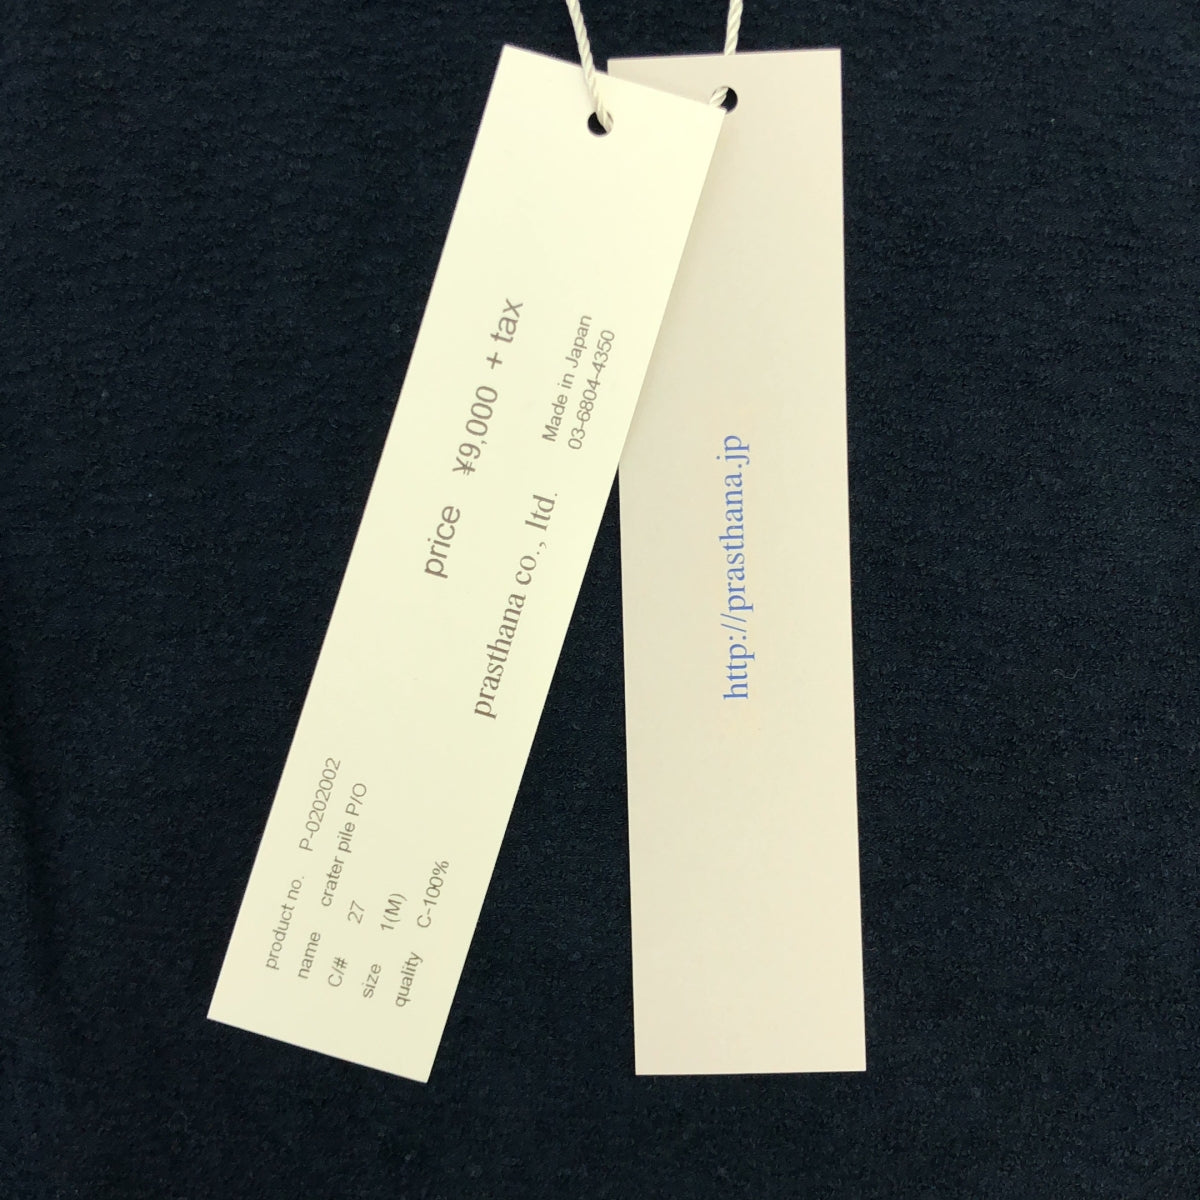 product no. P-0202002
name crater pile P/O
C/# 27
size 1(M)
quality C-100%
price ¥9,000 + tax
prasthana co., ltd.
Made in Japan
03-6804-4350
http://prasthana.jp